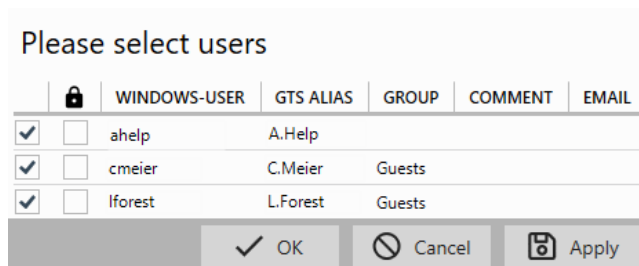 Please select users
WINDOWS-USER GTS ALIAS GROUP COMMENT EMAIL
ahelp A.Help
cmeier C.Meier Guests
lforest L.Forest Guests
OK Cancel Apply